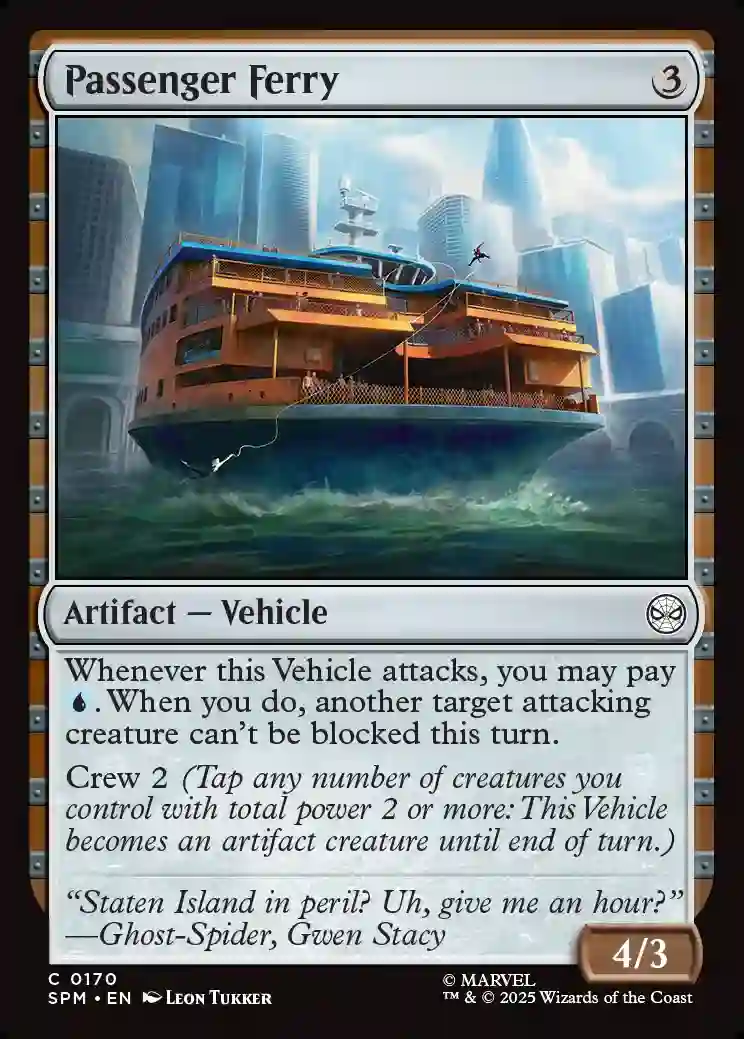 Passenger Ferry
3
Artifact — Vehicle
Whenever this Vehicle attacks, you may pay
. When you do, another target attacking
creature can't be blocked this turn.
Crew 2 (Tap any number of creatures you
control with total power 2 or more: This Vehicle
becomes an artifact creature until end of turn.)
“Staten Island in peril? Uh, give me an hour?”
—Ghost-Spider, Gwen Stacy
4/3
C 0170
SPM • EN Leon Tukker
© MARVEL
™ & © 2025 Wizards of the Coast